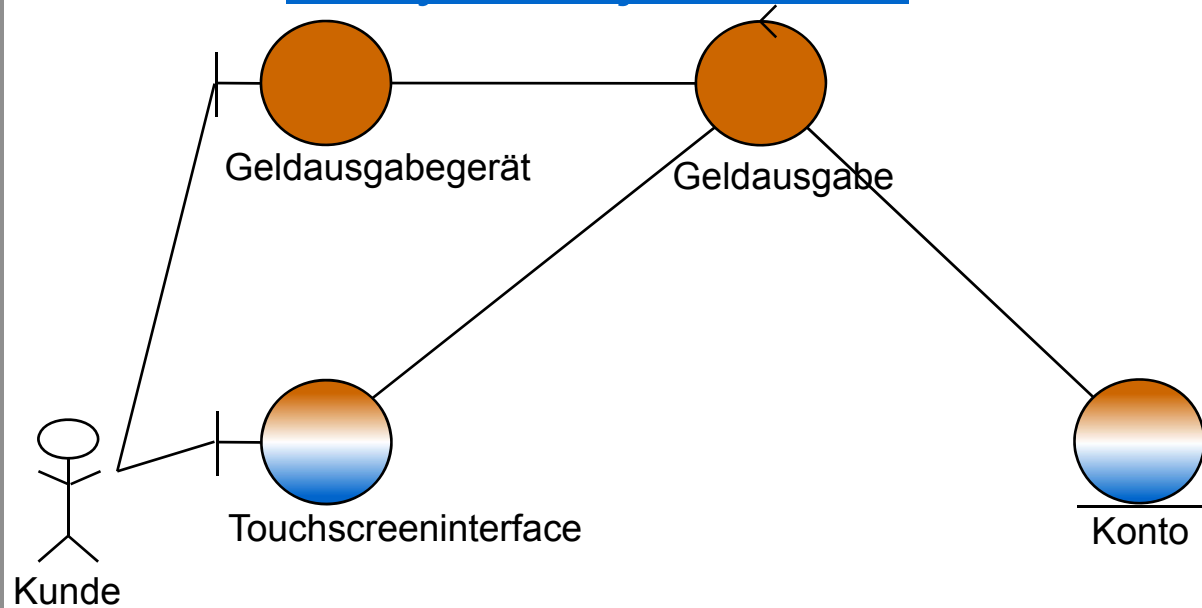 Geldausgabegerät
Geldausgabe
Touchscreeninterface
Konto
Kunde